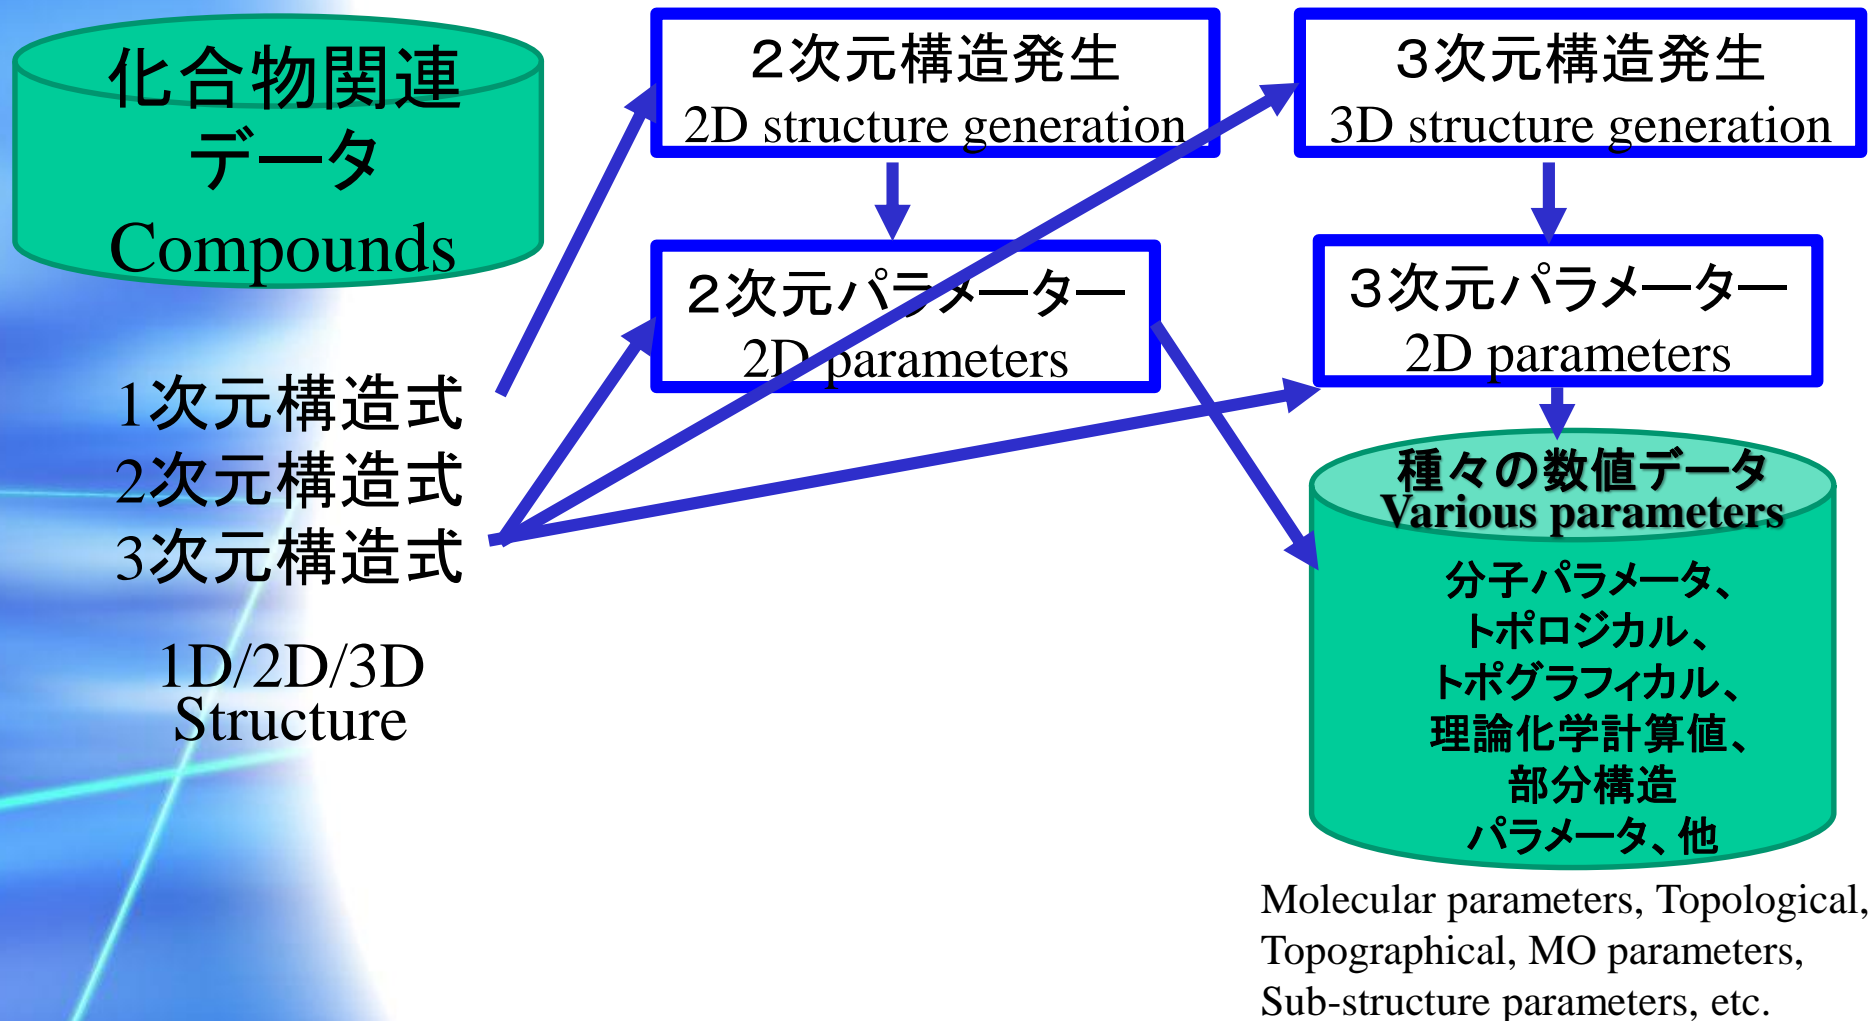 化合物関連
データ
Compounds
1次元構造式
2次元構造式
3次元構造式
1D/2D/3D
Structure
２次元構造発生
2D structure generation
２次元パラメーター
2D parameters
３次元構造発生
3D structure generation
３次元パラメーター
2D parameters
種々の数値データ
Various parameters
分子パラメータ、
トポロジカル、
トポグラフィカル、
理論化学計算値、
部分構造
パラメータ、他
Molecular parameters, Topological,
Topographical, MO parameters,
Sub-structure parameters, etc.